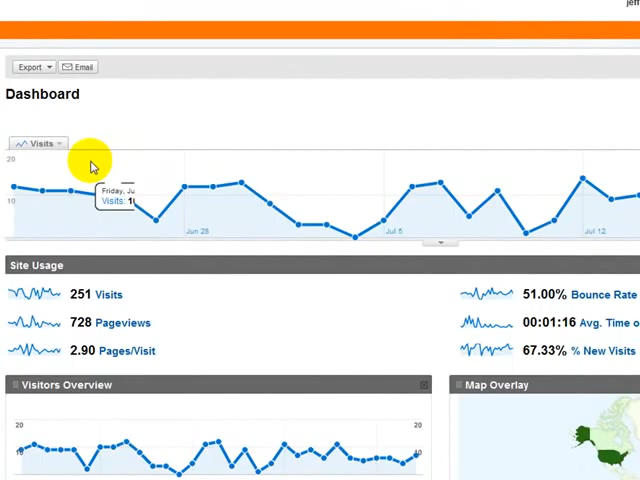 jeff
Export
Email
Dashboard
Visits
20
Friday, Ju
Visits: 10
10
Jun 28
Jul 5
Jul 12
Site Usage
251 Visits
51.00% Bounce Rate
728 Pageviews
00:01:16 Avg. Time o
2.90 Pages/Visit
67.33% % New Visits
Visitors Overview
Map Overlay
20
20
10
10